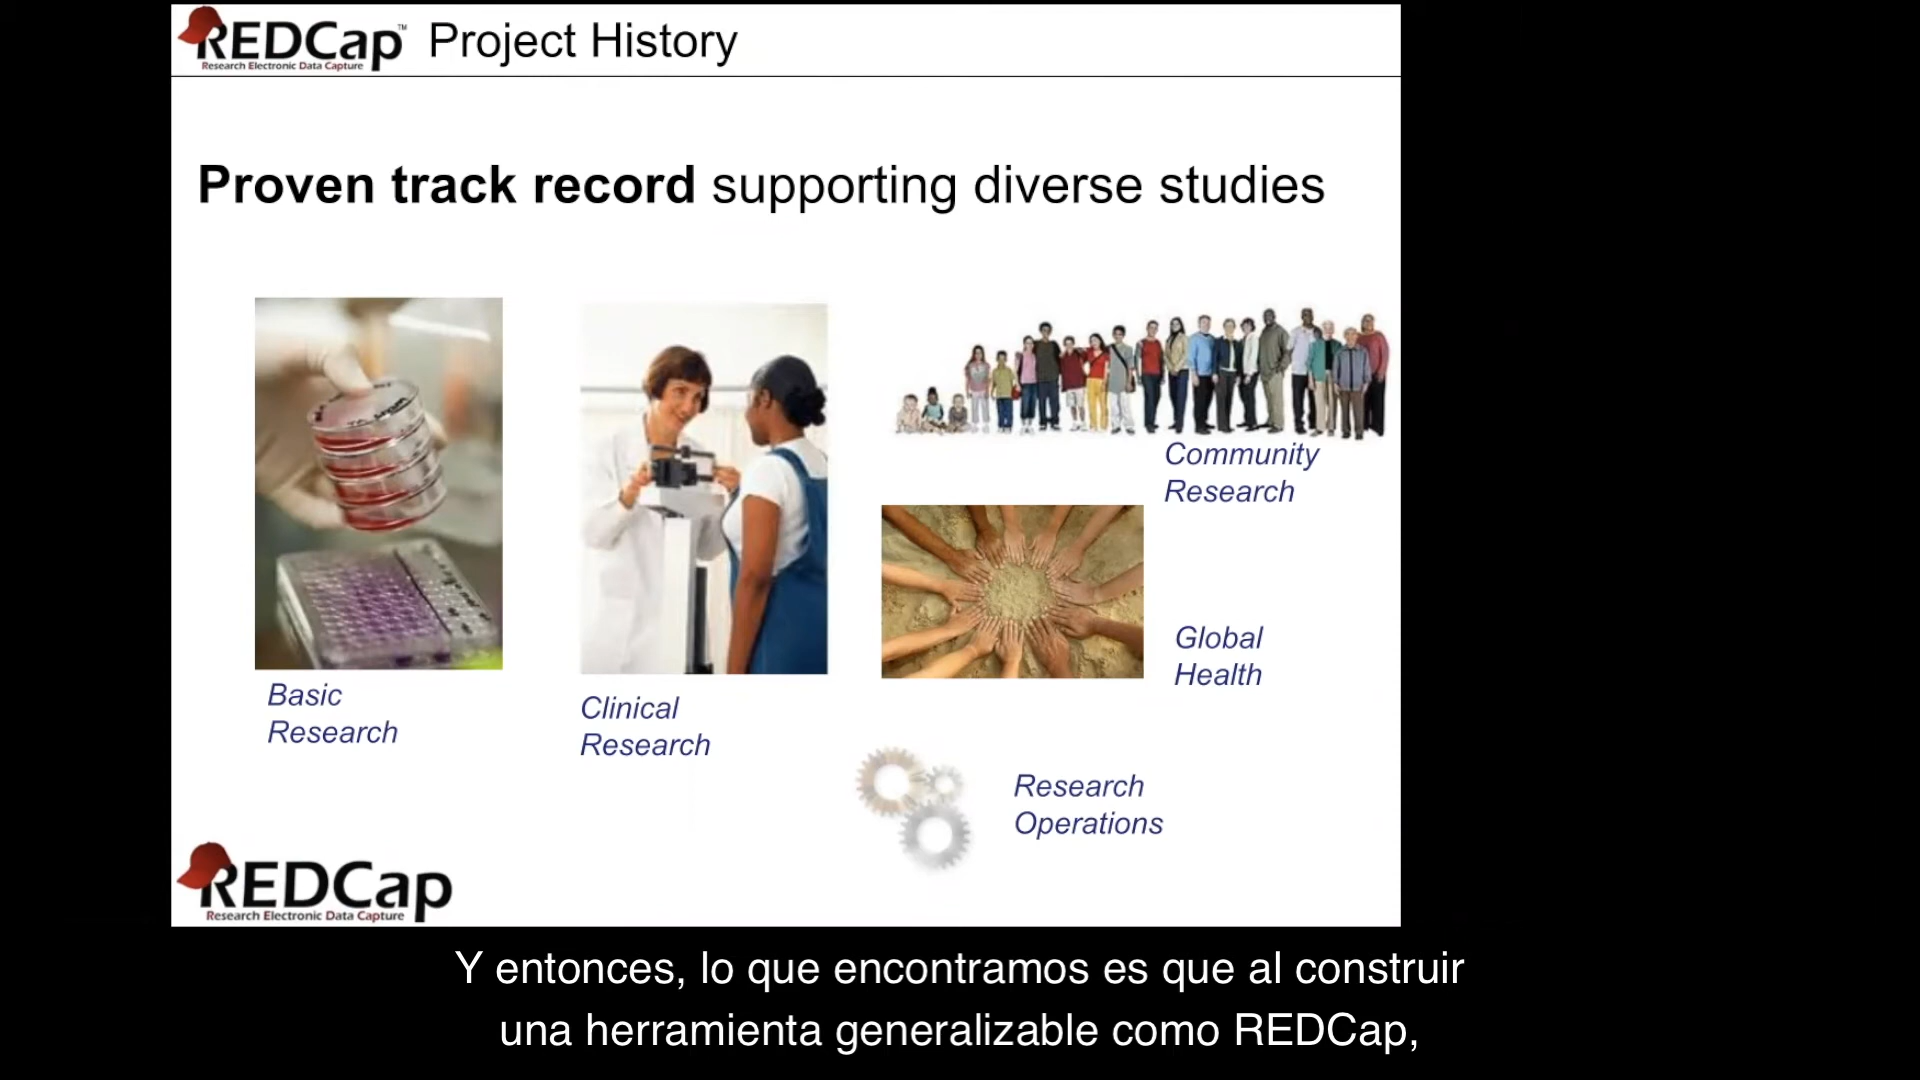 REDCap™ Project History
Research Electronic Data Capture
Proven track record supporting diverse studies
Basic
Research
Clinical
Research
Community
Research
Global
Health
Research
Operations
REDCap
Research Electronic Data Capture
Y entonces, lo que encontramos es que al construir
una herramienta generalizable como REDCap,